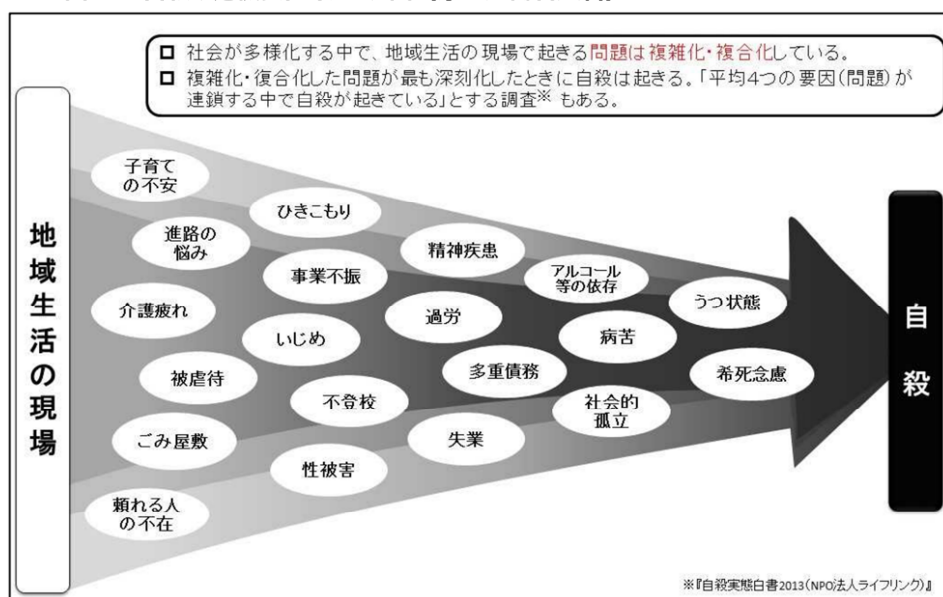 □ 社会が多様化する中で、地域生活の現場で起きる問題は複雑化・複合化している。
□ 複雑化・復合化した問題が最も深刻化したときに自殺は起きる。「平均4つの要因(問題)が
連鎖する中で自殺が起きている」とする調査※ もある。
地域生活の現場
子育て
の不安
進路の
悩み
介護疲れ
被虐待
ごみ屋敷
頼れる人
の不在
ひきこもり
事業不振
いじめ
不登校
性被害
精神疾患
過労
多重債務
失業
アルコール
等の依存
病苦
社会的
孤立
うつ状態
希死念慮
自殺
※『自殺実態白書2013(NPO法人ライフリンク)』